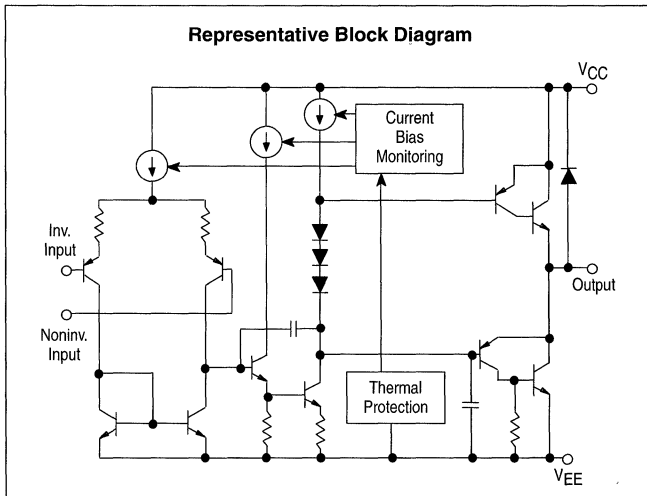 Representative Block Diagram
VCC
Current
Bias
Monitoring
Inv.
Input
Output
Noninv.
Input
Thermal
Protection
VEE